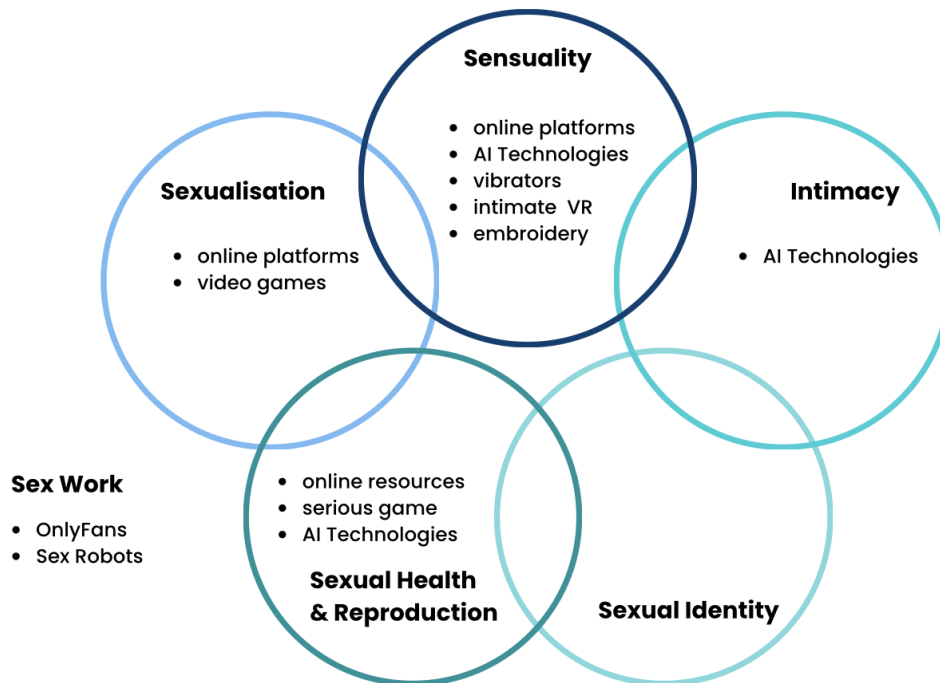 Sensuality
• online platforms
• AI Technologies
• vibrators
• intimate VR
• embroidery
Sexualisation
• online platforms
• video games
Intimacy
• AI Technologies
Sex Work
• OnlyFans
• Sex Robots
• online resources
• serious game
• AI Technologies
Sexual Health
& Reproduction
Sexual Identity